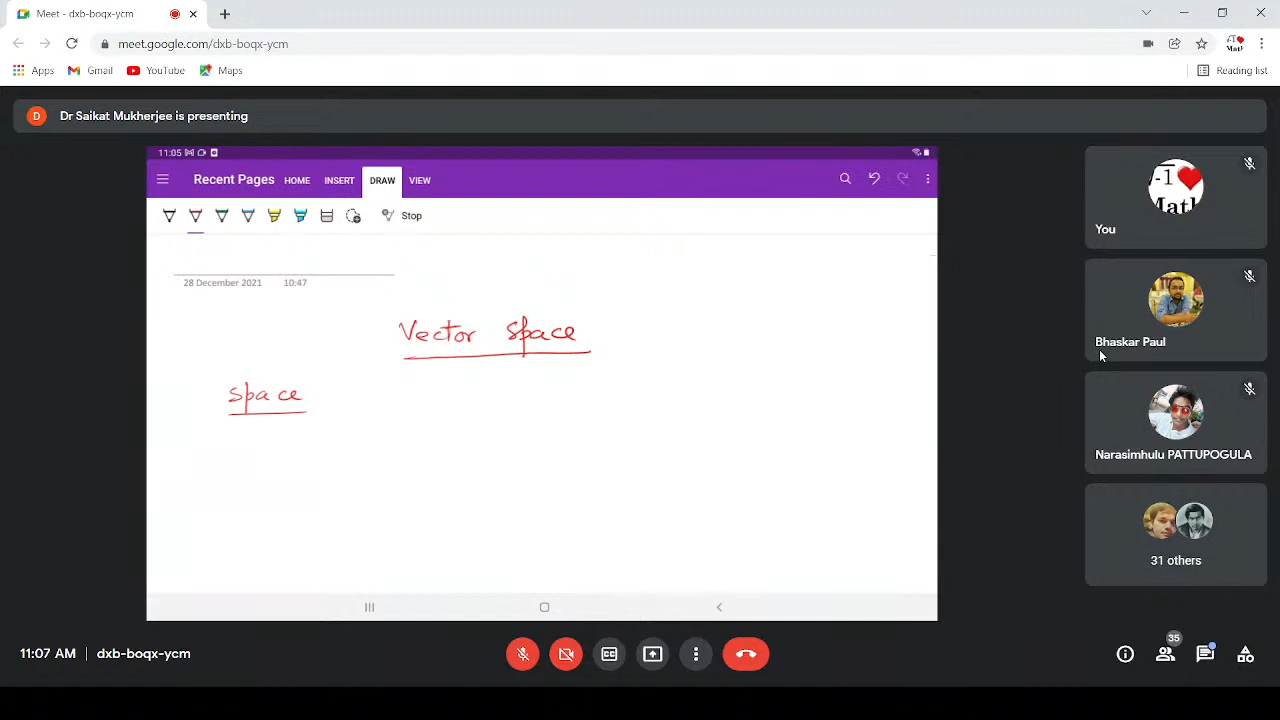 Meet - dxb-boqx-ycm
meet.google.com/dxb-boqx-ycm
Apps Gmail YouTube Maps Reading list
D Dr Saikat Mukherjee is presenting
11:05
Recent Pages HOME INSERT DRAW VIEW
Stop
28 December 2021 10:47
Vector space
space
√-1
Math
You
Bhaskar Paul
Narasimhulu PATTUPOGULA
31 others
11:07 AM | dxb-boqx-ycm
35